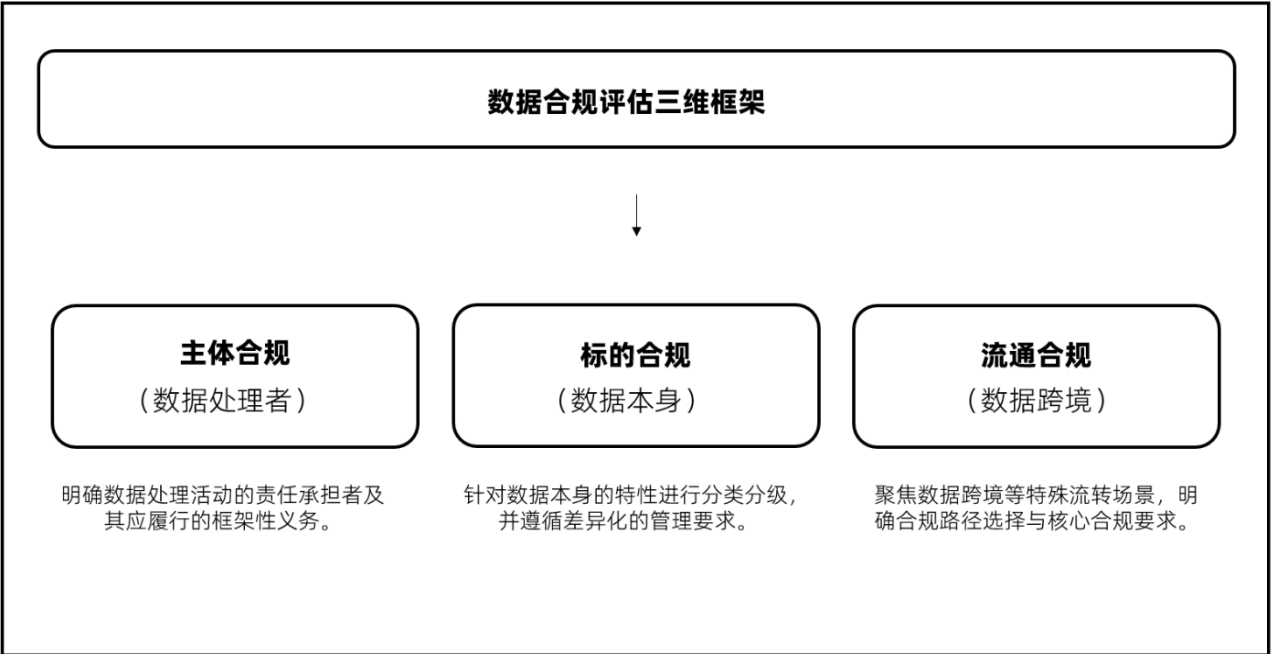 数据合规评估三维框架
主体合规
（数据处理者）
标的合规
（数据本身）
流通合规
（数据跨境）
明确数据处理活动的责任承担者及
其应履行的框架性义务。
针对数据本身的特性进行分类分级，
并遵循差异化的管理要求。
聚焦数据跨境等特殊流转场景，明
确合规路径选择与核心合规要求。